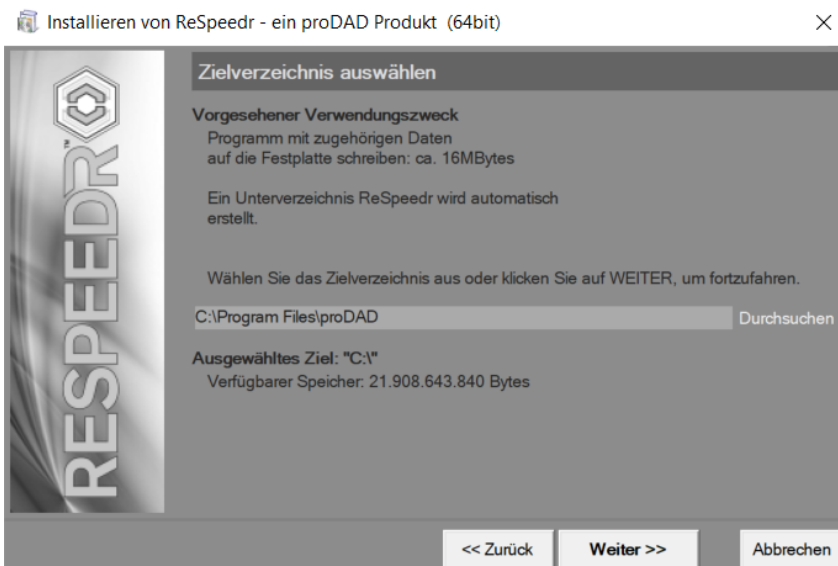 Installieren von ReSpeedr - ein proDAD Produkt (64bit)
RESPEEDR™
Zielverzeichnis auswählen
Vorgesehener Verwendungszweck
Programm mit zugehörigen Daten
auf die Festplatte schreiben: ca. 16MBytes
Ein Unterverzeichnis ReSpeedr wird automatisch
erstellt.
Wählen Sie das Zielverzeichnis aus oder klicken Sie auf WEITER, um fortzufahren.
C:\Program Files\proDAD
Durchsuchen
Ausgewähltes Ziel: "C:\"
Verfügbarer Speicher: 21.908.643.840 Bytes
<< Zurück
Weiter >>
Abbrechen